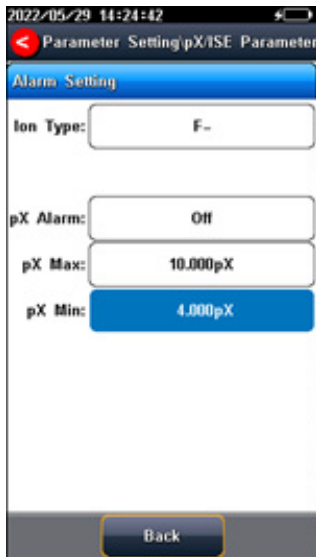 2022/05/29 14:24:42
< Parameter Setting\pX/ISE Parameter
Alarm Setting
Ion Type: F-
pX Alarm: Off
pX Max: 10.000pX
pX Min: 4.000pX
Back